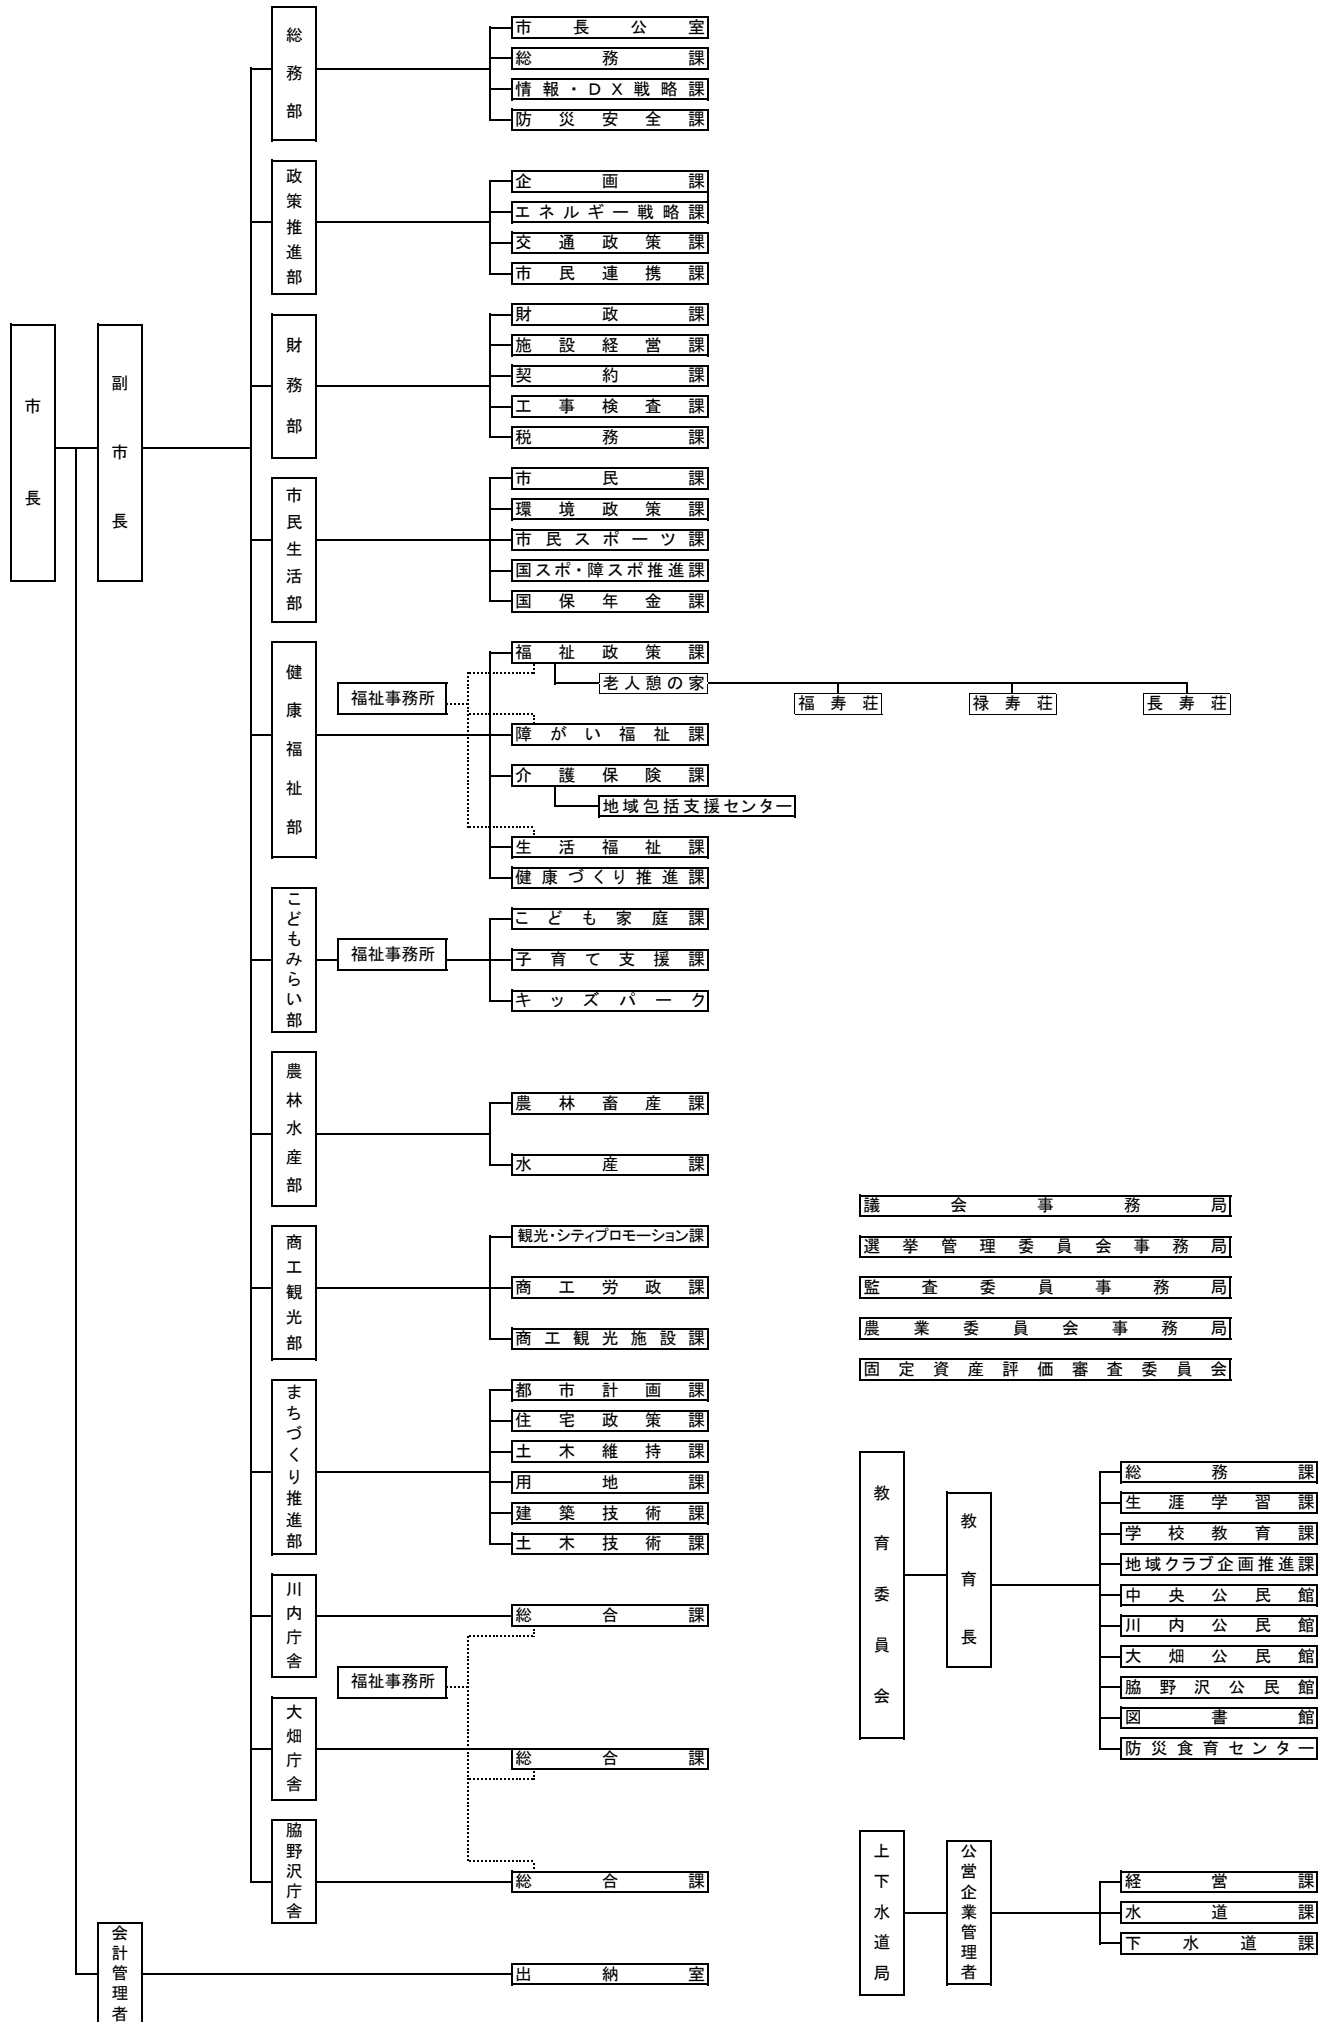 市長
副市長
総務部
市長公室
総務課
情報・DX戦略課
防災安全課
政策推進部
企画課
エネルギー戦略課
交通政策課
市民連携課
財務部
財政課
施設経営課
契約課
工事検査課
税務課
市民生活部
市民課
環境政策課
市民スポーツ課
国スポ・障スポ推進課
国保年金課
健康福祉部
福祉事務所
福祉政策課
老人憩の家
福寿荘
禄寿荘
長寿荘
障がい福祉課
介護保険課
地域包括支援センター
生活福祉課
健康づくり推進課
こどもみらい部
福祉事務所
こども家庭課
子育て支援課
キッズパーク
農林水産部
農林畜産課
水産課
商工観光部
観光・シティプロモーション課
商工労政課
商工観光施設課
まちづくり推進部
都市計画課
住宅政策課
土木維持課
用地課
建築技術課
土木技術課
川内庁舎
総合課
福祉事務所
大畑庁舎
総合課
脇野沢庁舎
総合課
会計管理者
出納室
議会事務局
選挙管理委員会事務局
監査委員事務局
農業委員会事務局
固定資産評価審査委員会
教育委員会
教育長
総務課
生涯学習課
学校教育課
地域クラブ企画推進課
中央公民館
川内公民館
大畑公民館
脇野沢公民館
図書館
防災食育センター
上下水道局
公営企業管理者
経営課
水道課
下水道課